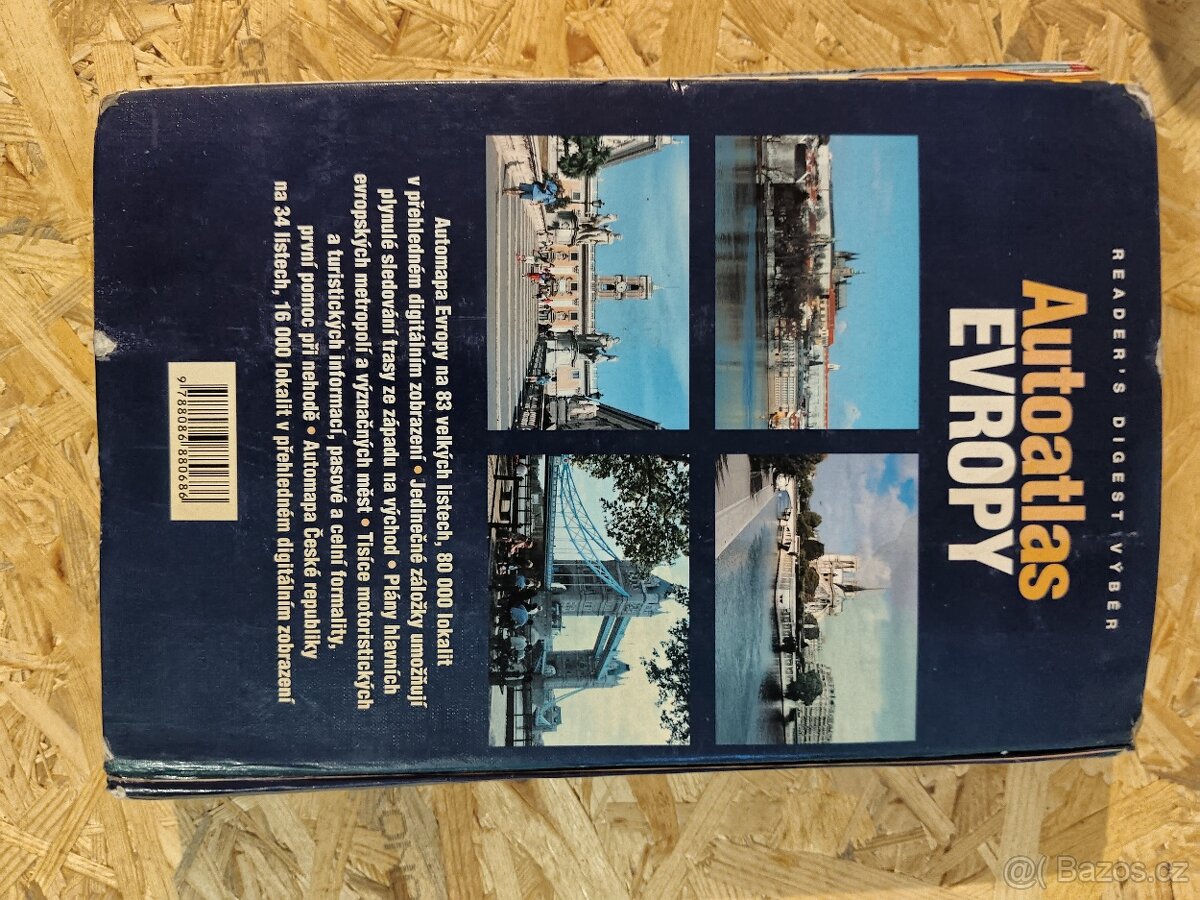 READER'S DIGEST VÝBĚR
Autoatlas
EVROPY
Automapa Evropy na 83 velkých listech, 80 000 lokalit
v přehledném digitálním zobrazení • Jedinečné záložky umožňují
plynulé sledování trasy ze západu na východ • Plány hlavních
evropských metropolí a význačných měst • Tisíce motoristických
a turistických informací, pasové a celní formality,
první pomoc při nehodě • Automapa České republiky
na 34 listech, 16 000 lokalit v přehledném digitálním zobrazení
9 788086 880686
@( Bazos.cz